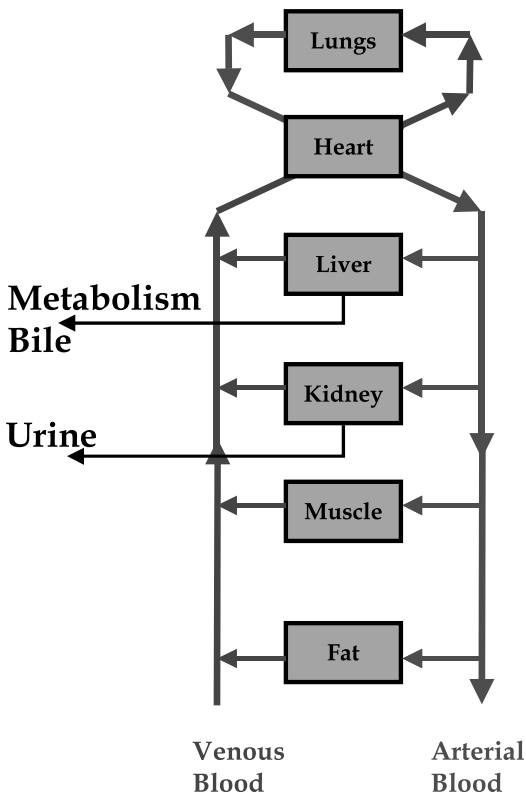 Lungs
Heart
Liver
Metabolism
Bile
Kidney
Urine
Muscle
Fat
Venous
Blood
Arterial
Blood